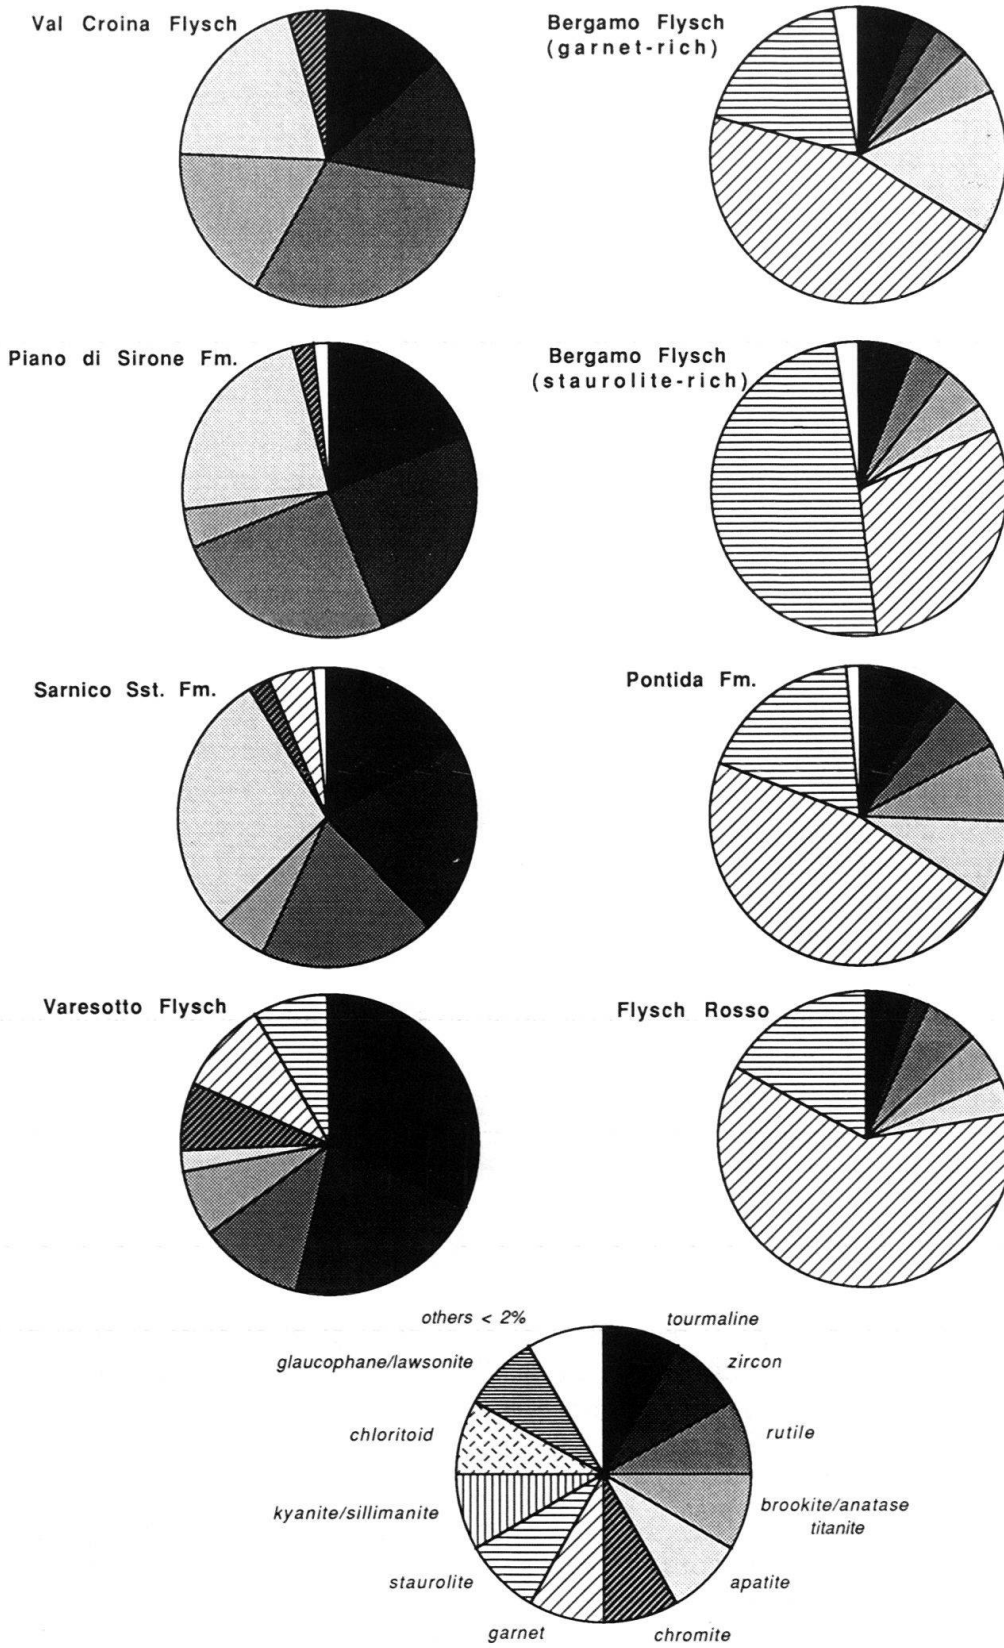 Val Croina Flysch
Bergamo Flysch
(garnet-rich)
Piano di Sirone Fm.
Bergamo Flysch
(staurolite-rich)
Sarnico Sst. Fm.
Pontida Fm.
Varesotto Flysch
Flysch Rosso
others < 2%
tourmaline
glaucophane/lawsonite
zircon
chloritoid
rutile
kyanite/sillimanite
brookite/anatase
titanite
staurolite
apatite
garnet
chromite